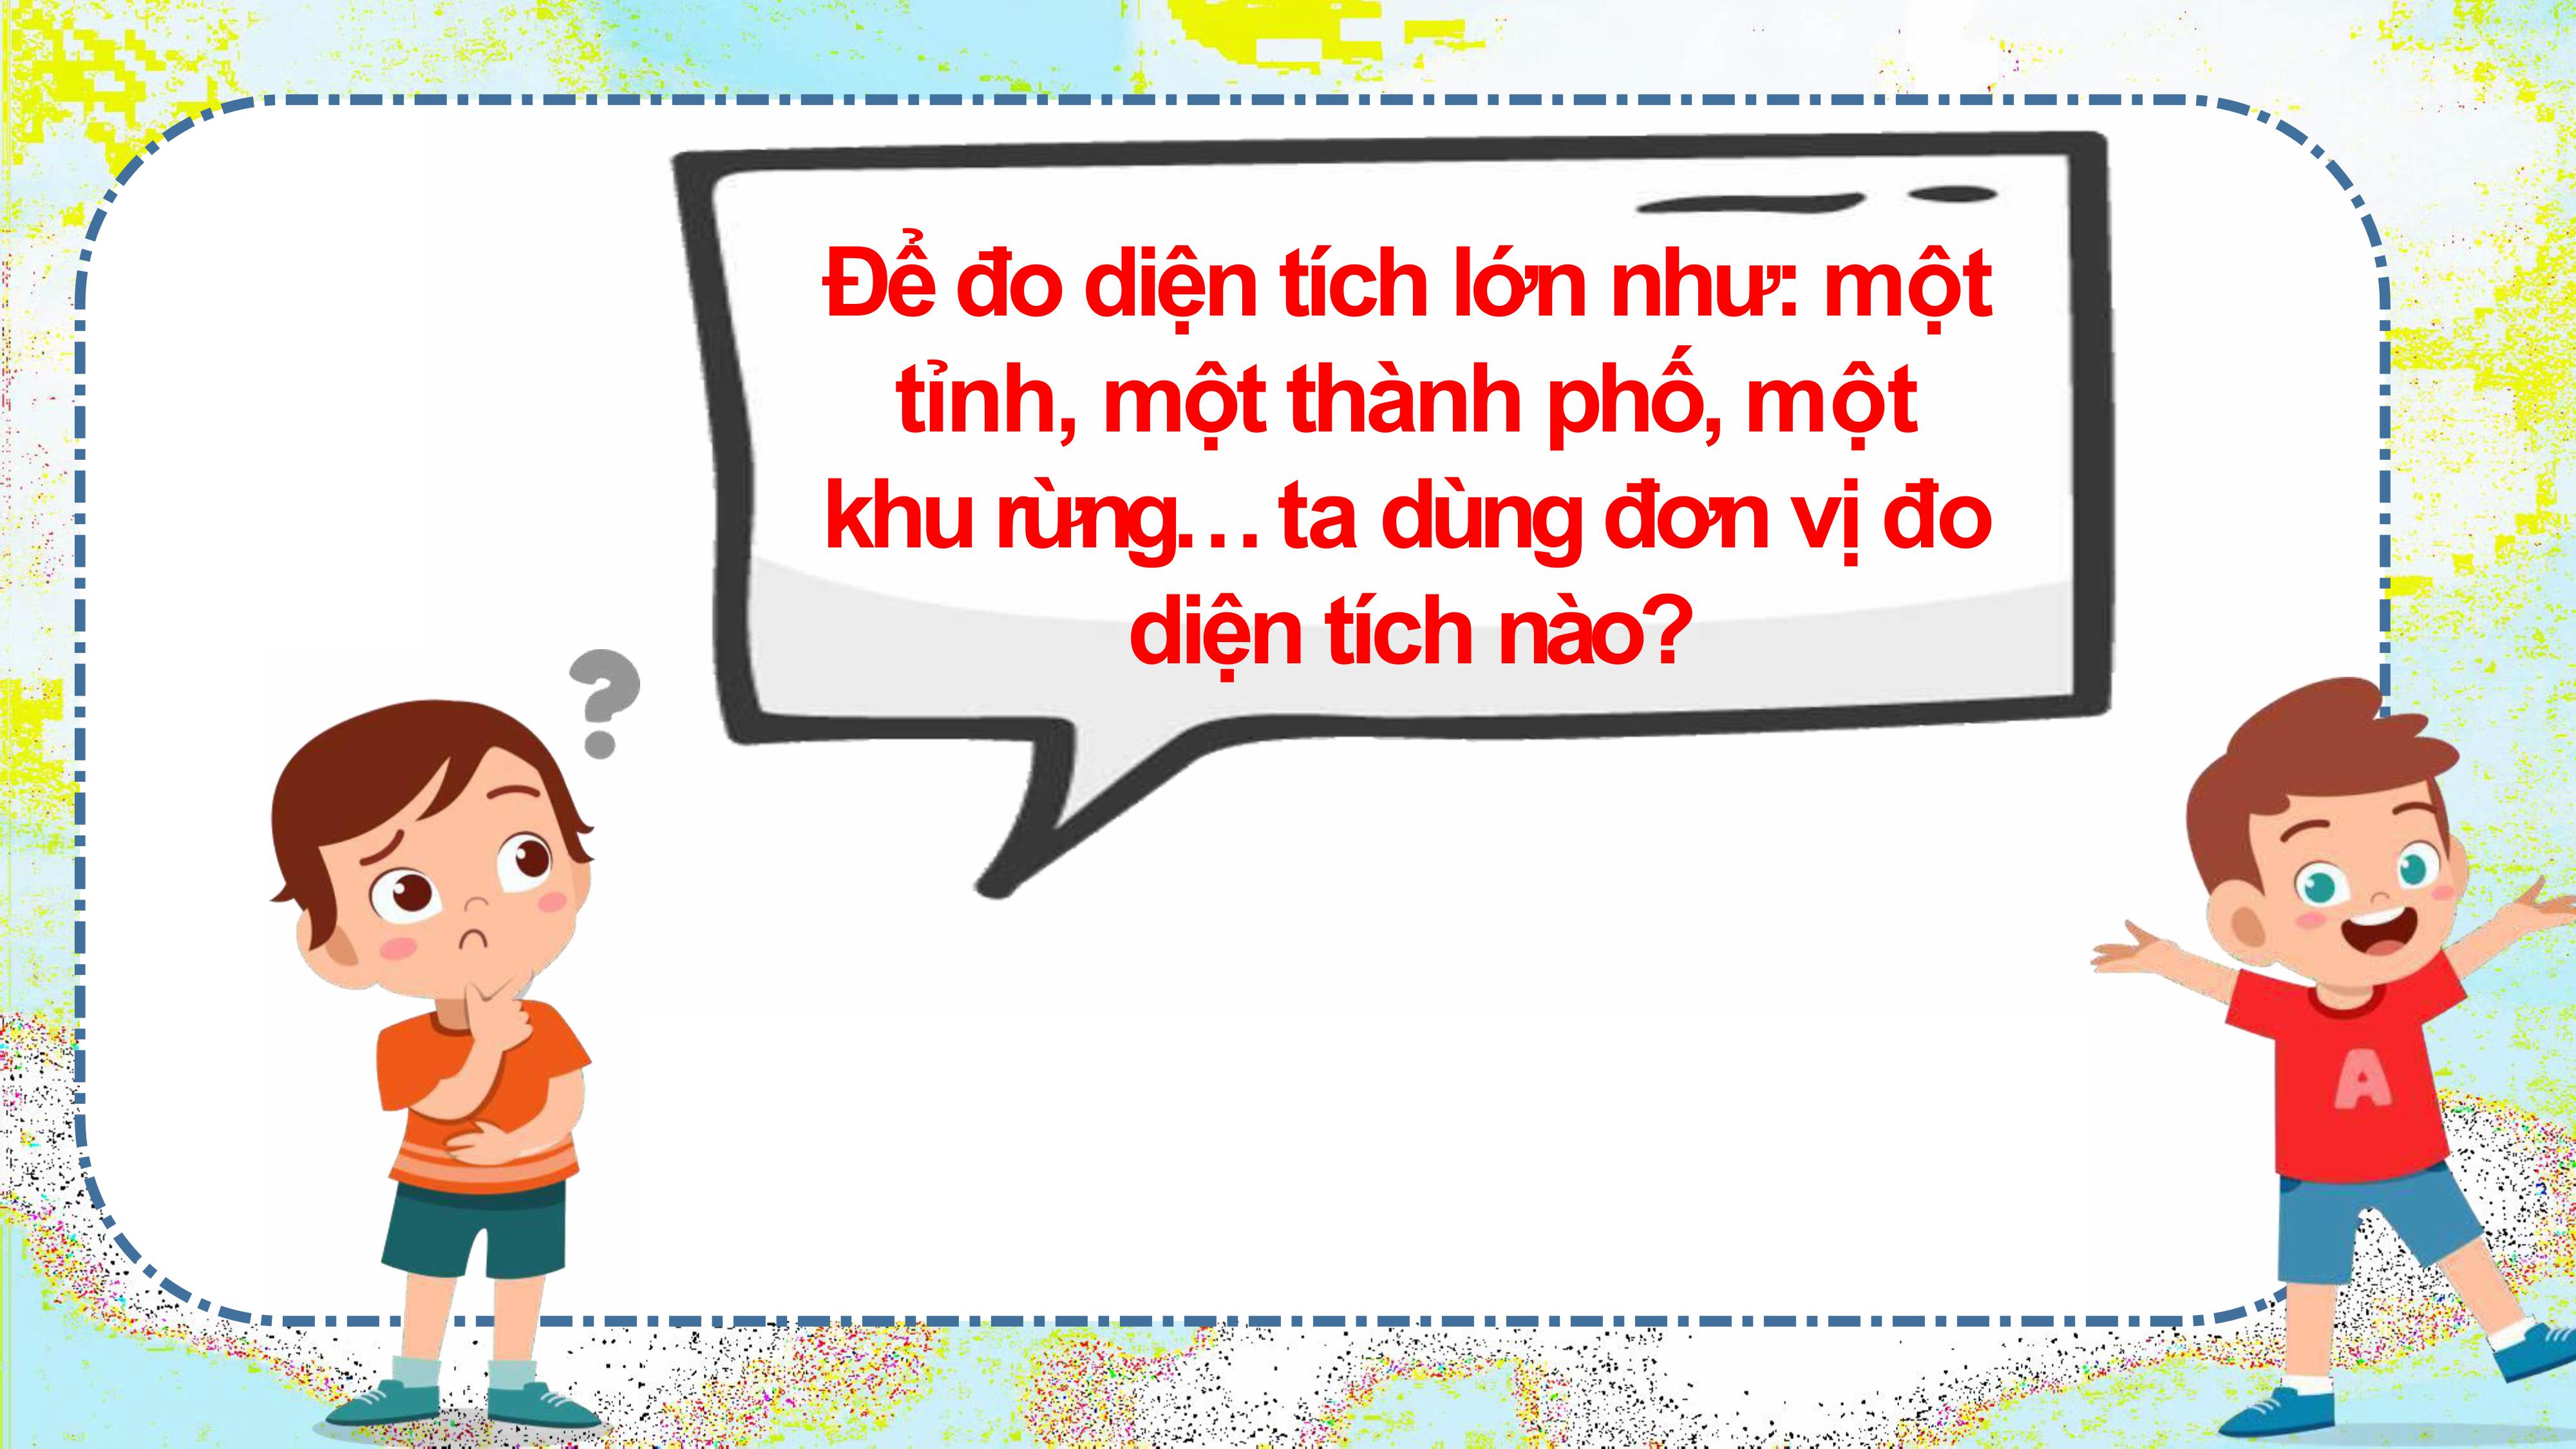 Để đo diện tích lớn như: một
tỉnh, một thành phố, một
khu rừng… ta dùng đơn vị đo
diện tích nào?
?
A